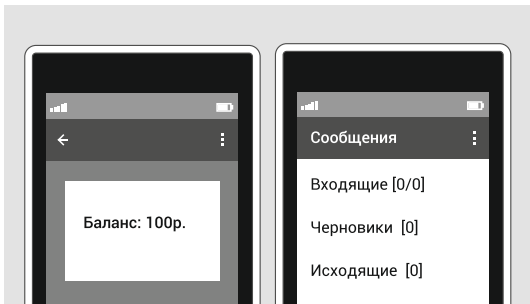 Баланс: 100р.
Сообщения
Входящие [0/0]
Черновики [0]
Исходящие [0]